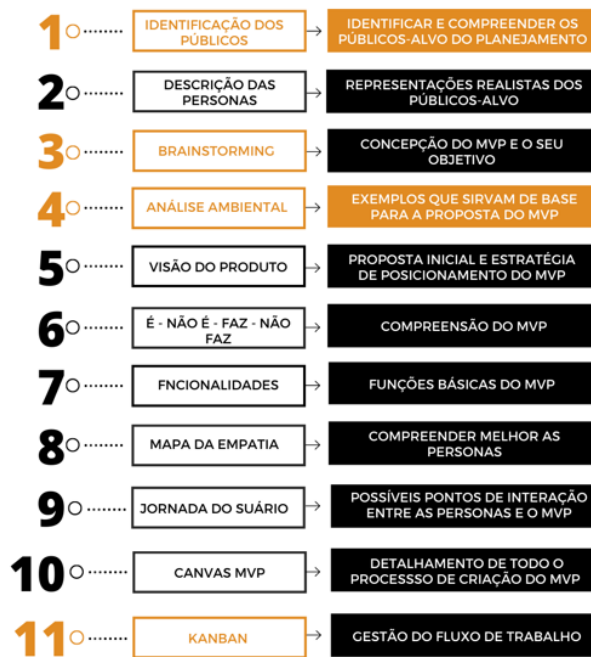 1
IDENTIFICAÇÃO DOS
PÚBLICOS
IDENTIFICAR E COMPREENDER OS
PÚBLICOS-ALVO DO PLANEJAMENTO
2
DESCRIÇÃO DAS
PERSONAS
REPRESENTAÇÕES REALISTAS DOS
PÚBLICOS-ALVO
3
BRAINSTORMING
CONCEPÇÃO DO MVP E O SEU
OBJETIVO
4
ANÁLISE AMBIENTAL
EXEMPLOS QUE SIRVAM DE BASE
PARA A PROPOSTA DO MVP
5
VISÃO DO PRODUTO
PROPOSTA INICIAL E ESTRATÉGIA
DE POSICIONAMENTO DO MVP
6
É - NÃO É - FAZ - NÃO
FAZ
COMPREENSÃO DO MVP
7
FNCIONALIDADES
FUNÇÕES BÁSICAS DO MVP
8
MAPA DA EMPATIA
COMPREENDER MELHOR AS
PERSONAS
9
JORNADA DO SUÁRIO
POSSÍVEIS PONTOS DE INTERAÇÃO
ENTRE AS PERSONAS E O MVP
10
CANVAS MVP
DETALHAMENTO DE TODO O
PROCESSSO DE CRIAÇÃO DO MVP
11
KANBAN
GESTÃO DO FLUXO DE TRABALHO